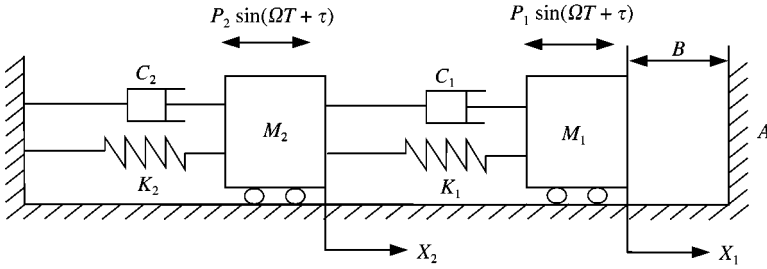 P₂ sin(ΩT + τ)
P₁ sin(ΩT + τ)
B
C₂
C₁
M₂
M₁
A
K₂
K₁
X₂
X₁